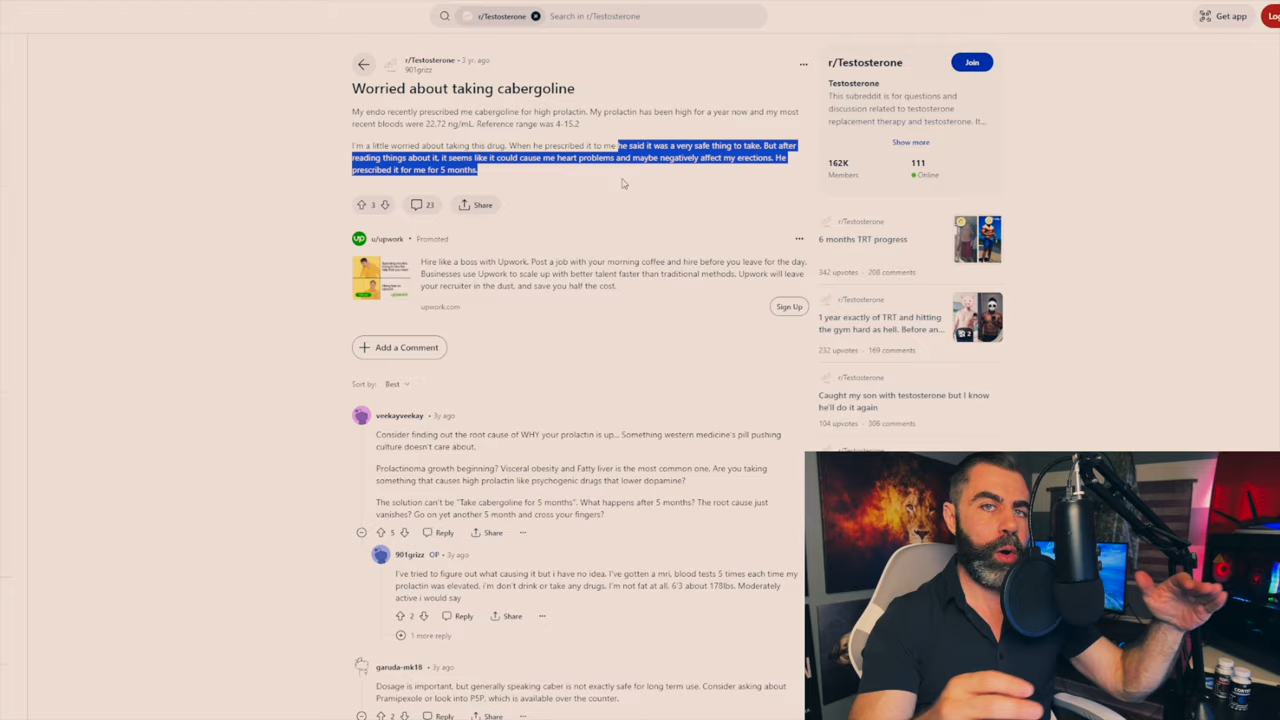 r/Testosterone
Search in r/Testosterone
Get app
Log
r/Testosterone • 3 yr. ago
901grizz
Worried about taking cabergoline
My endo recently prescribed me cabergoline for high prolactin. My prolactin has been high for a year now and my most
recent bloods were 22.72 ng/mL. Reference range was 4-15.2
I'm a little worried about taking this drug. When he prescribed it to me he said it was a very safe thing to take. But after
reading things about it, it seems like it could cause me heart problems and maybe negatively affect my erections. He
prescribed it for me for 5 months.
3
23
Share
u/upwork • Promoted
Hire like a boss with Upwork. Post a job with your morning coffee and hire before you leave for the day.
Businesses use Upwork to scale up with better talent faster than traditional methods. Upwork will leave
your recruiter in the dust, and save you half the cost.
upwork.com
Sign Up
Add a Comment
Sort by: Best
veekayveekay • 3y ago
Consider finding out the root cause of WHY your prolactin is up... Something western medicine's pill pushing
culture doesn't care about.
Prolactinoma growth beginning? Visceral obesity and Fatty liver is the most common one. Are you taking
something that causes high prolactin like psychogenic drugs that lower dopamine?
The solution can't be "Take cabergoline for 5 months". What happens after 5 months? The root cause just
vanishes? Go on yet another 5 month and cross your fingers?
5
Reply
Share
901grizz OP • 3y ago
I've tried to figure out what causing it but i have no idea. I've gotten a mri, blood tests 5 times each time my
prolactin was elevated. i'm don't drink or take any drugs. I'm not fat at all. 6'3 about 178lbs. Moderately
active i would say
2
Reply
Share
1 more reply
garuda-mk18 • 3y ago
Dosage is important, but generally speaking caber is not exactly safe for long term use. Consider asking about
Pramipexole or look into P5P, which is available over the counter.
2
Reply
Share
r/Testosterone
Join
Testosterone
This subreddit is for questions and
discussion related to testosterone
replacement therapy and testosterone. It...
Show more
162K
111
Members
Online
r/Testosterone
6 months TRT progress
342 upvotes • 208 comments
r/Testosterone
1 year exactly of TRT and hitting
the gym hard as hell. Before an...
2
232 upvotes • 169 comments
r/Testosterone
Caught my son with testosterone but I know
he'll do it again
104 upvotes • 306 comments